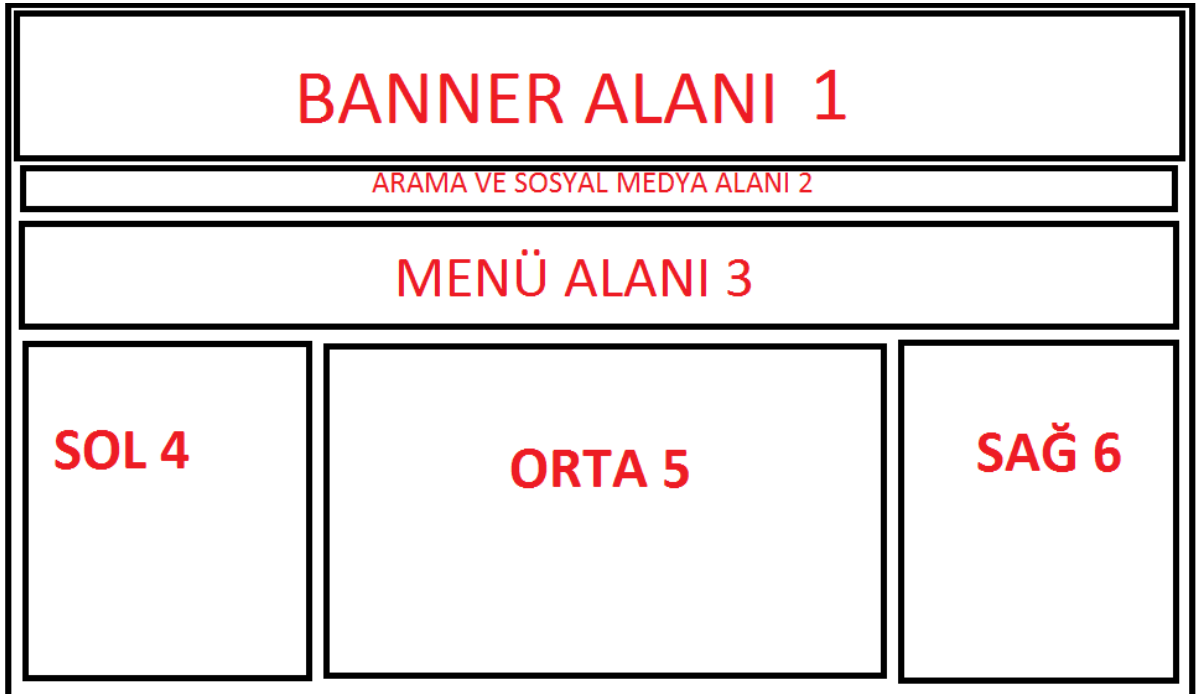 BANNER ALANI 1
ARAMA VE SOSYAL MEDYA ALANI 2
MENÜ ALANI 3
SOL 4
ORTA 5
SAĞ 6